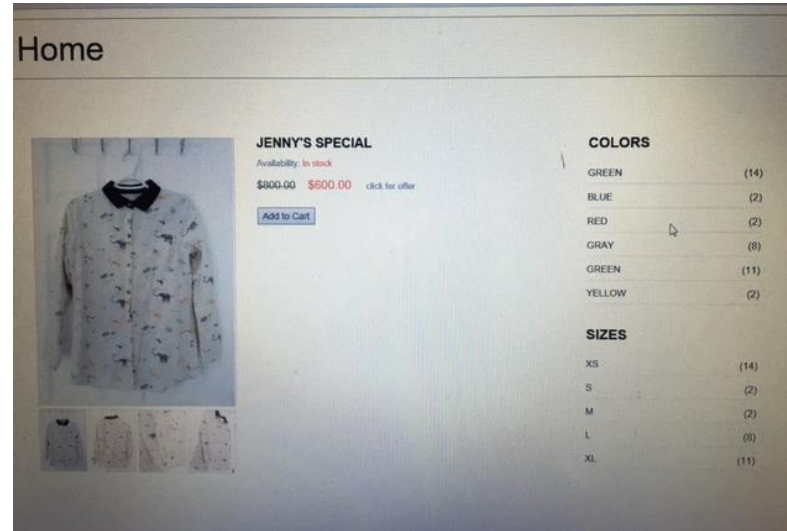 Home
JENNY'S SPECIAL
Availability: In stock
$800.00 $600.00 click for offer
Add to Cart
COLORS
GREEN (14)
BLUE (2)
RED (2)
GRAY (8)
GREEN (11)
YELLOW (2)
SIZES
XS (14)
S (2)
M (2)
L (8)
XL (11)